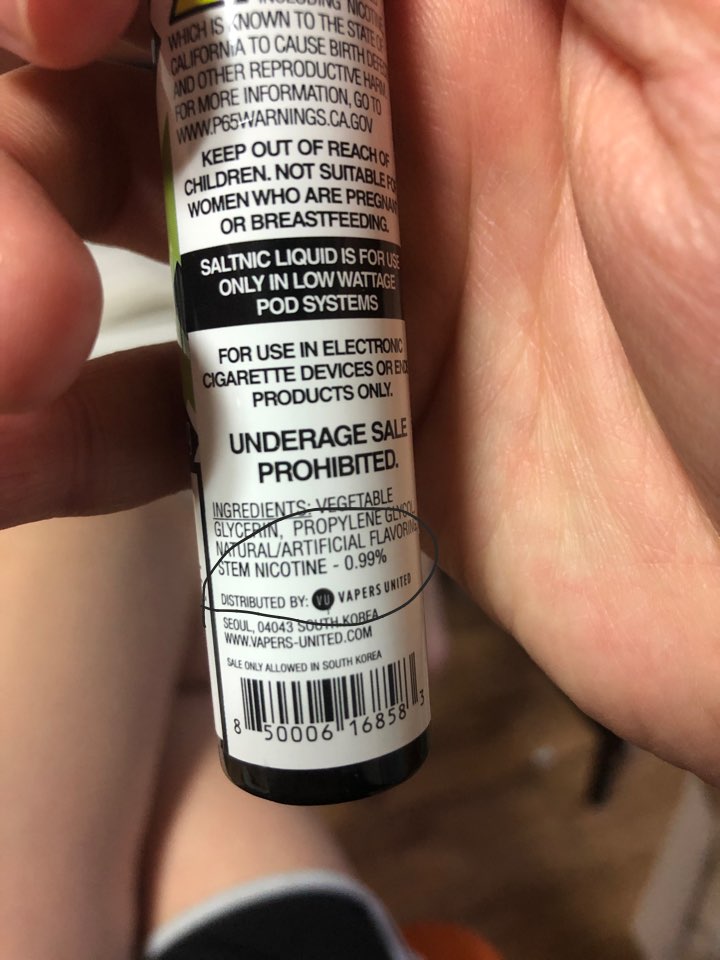 INCLUDING NICOTINE
WHICH IS KNOWN TO THE STATE OF
CALIFORNIA TO CAUSE BIRTH
AND OTHER REPRODUCTIVE HARM
FOR MORE INFORMATION, GO TO
WWW.P65WARNINGS.CA.GOV
KEEP OUT OF REACH OF
CHILDREN. NOT SUITABLE
WOMEN WHO ARE
OR BREASTFEEDING.
SALTNIC LIQUID IS FOR USE
ONLY IN LOW WATTAGE
POD SYSTEMS
FOR USE IN ELECTRONIC
CIGARETTE DEVICES OR
PRODUCTS ONLY.
UNDERAGE SALE
PROHIBITED.
INGREDIENTS: VEGETABLE
GLYCERIN, PROPYLENE GLYCOL
NATURAL/ARTIFICIAL FLAVORING
STEM NICOTINE - 0.99%
DISTRIBUTED BY: VU VAPERS UNITED
SEOUL, 04043 SOUTH KOREA
WWW.VAPERS-UNITED.COM
SALE ONLY ALLOWED IN SOUTH KOREA
8 50006 16858 3